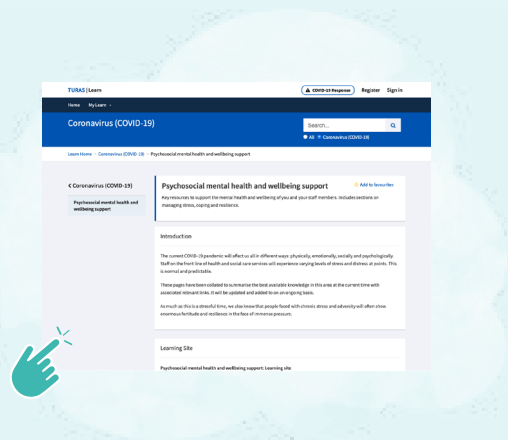 TURAS | Learn
COVID-19 Response Register Sign in
Home My Learn
Coronavirus (COVID-19)
Search...
All Coronavirus (COVID-19)
Learn Home Coronavirus (COVID-19) Psychosocial mental health and wellbeing support
Coronavirus (COVID-19)
Psychosocial mental health and
wellbeing support
Psychosocial mental health and wellbeing support
Add to favourites
Key resources to support the mental health and wellbeing of you and your staff members. Includes sections on
managing stress, coping and resilience.
Introduction
The current COVID-19 pandemic will affect us all in different ways: physically, emotionally, socially and psychologically.
Staff on the front line of health and social care services will experience varying levels of stress and distress at points. This
is normal and predictable.
These pages have been collated to summarise the best available knowledge in this area at the current time with
associated relevant links. It will be updated and added to on an ongoing basis.
As much as this is a stressful time, we also know that people faced with chronic stress and adversity will often show
enormous fortitude and resilience in the face of immense pressure.
Learning Site
Psychosocial mental health and wellbeing support: Learning site